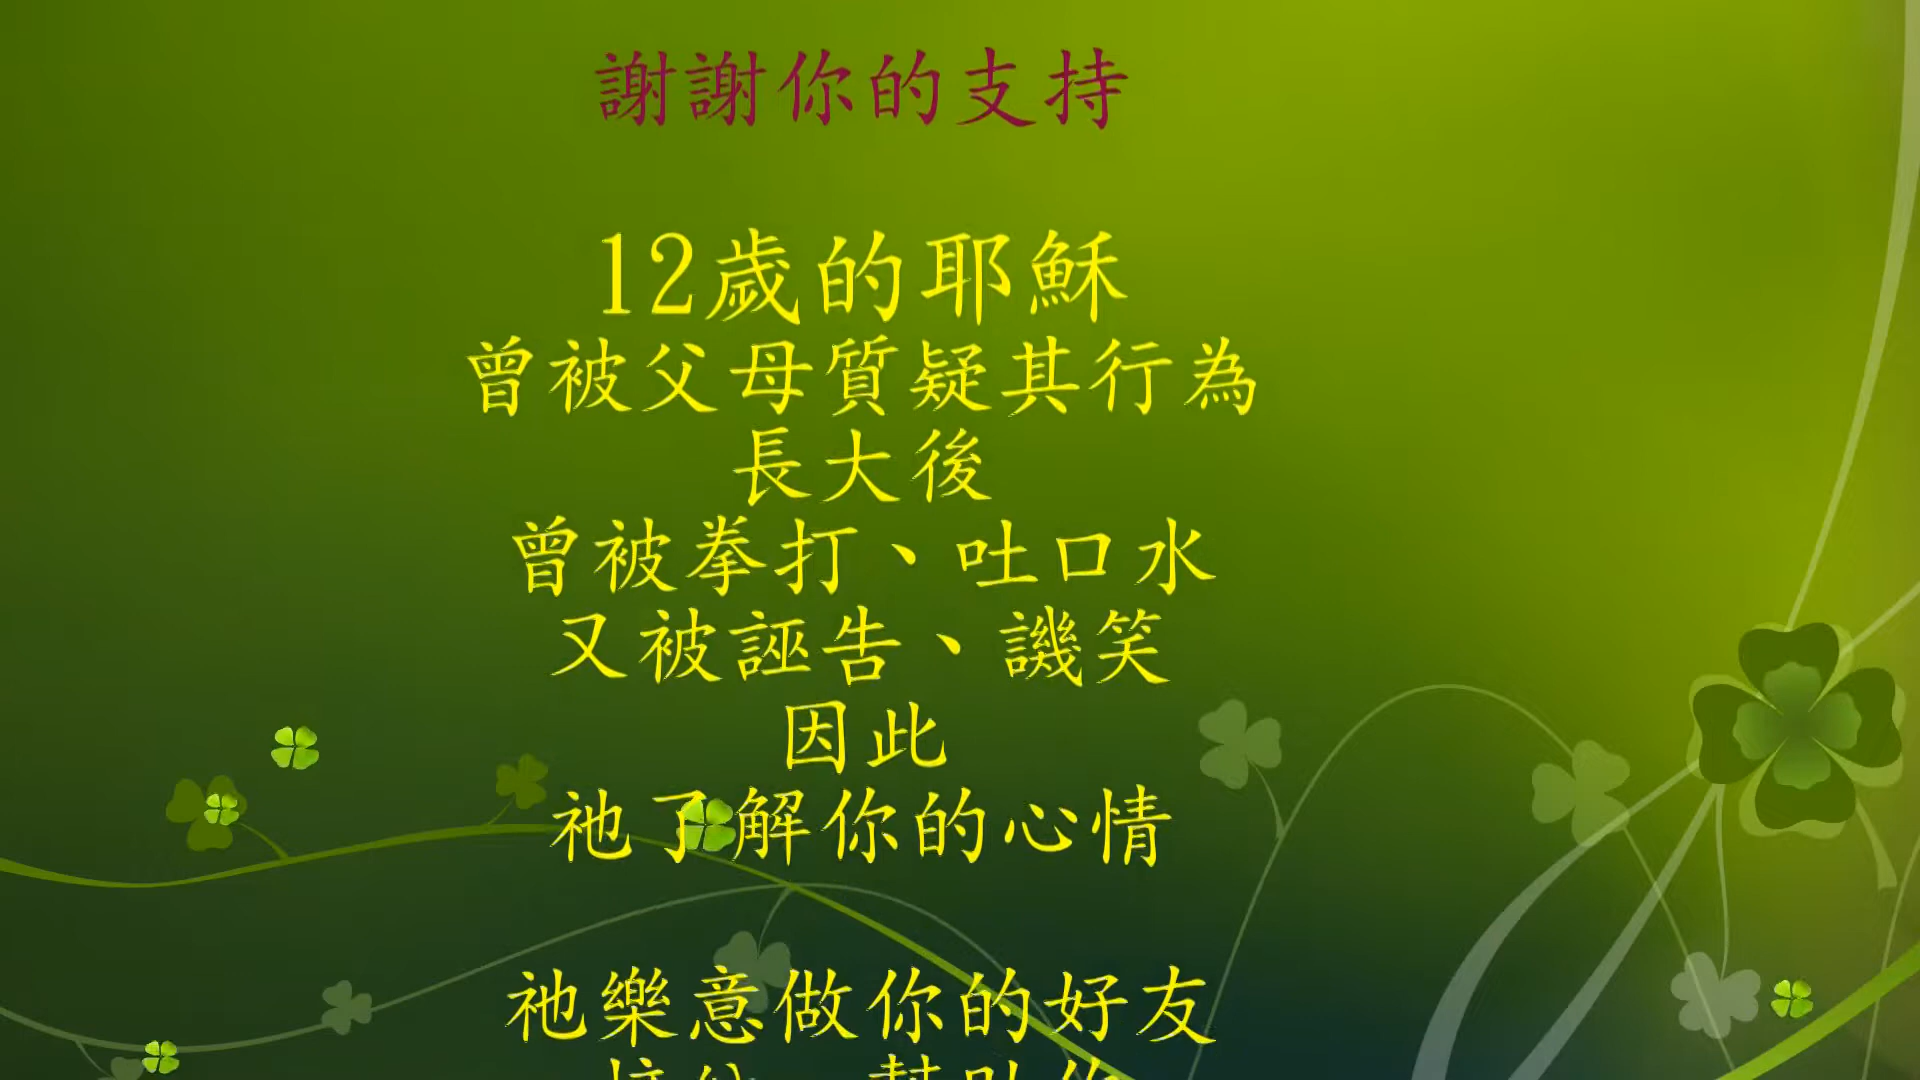 謝謝你的支持
12歲的耶穌
曾被父母質疑其行為
長大後
曾被拳打、吐口水
又被誣告、譏笑
因此
祂了解你的心情
祂樂意做你的好友